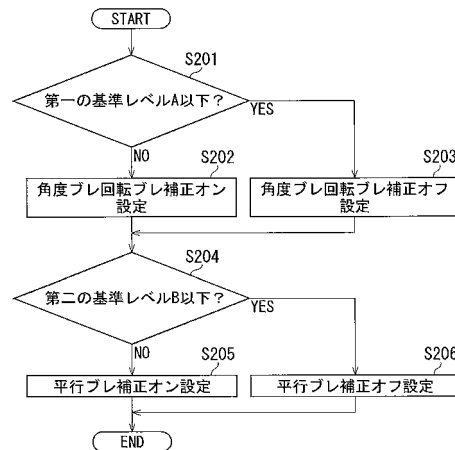 START
S201
第一の基準レベルA以下?
YES
NO
S202
S203
角度ブレ回転ブレ補正オン
設定
角度ブレ回転ブレ補正オフ
設定
S204
第二の基準レベルB以下?
YES
NO
S205
S206
平行ブレ補正オン設定
平行ブレ補正オフ設定
END